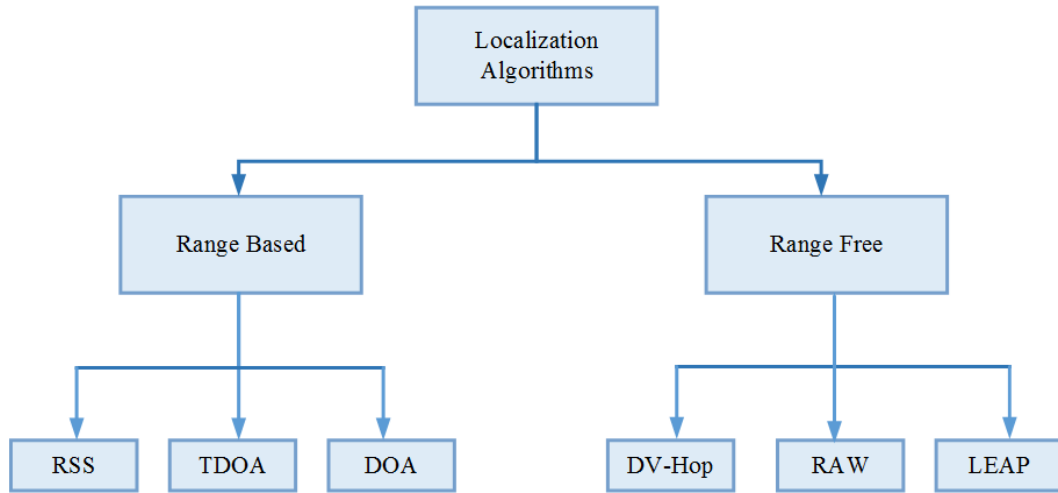 Localization
Algorithms
Range Based
Range Free
RSS
TDOA
DOA
DV-Hop
RAW
LEAP